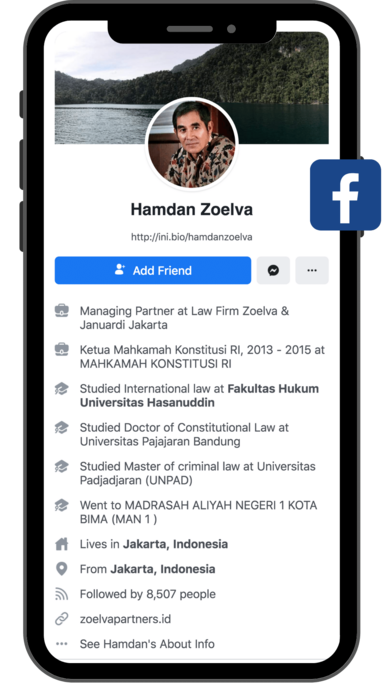 Hamdan Zoelva
http://ini.bio/hamdanzoelva
Add Friend
Managing Partner at Law Firm Zoelva &
Januardi Jakarta
Ketua Mahkamah Konstitusi RI, 2013 - 2015 at
MAHKAMAH KONSTITUSI RI
Studied International law at Fakultas Hukum
Universitas Hasanuddin
Studied Doctor of Constitutional Law at
Universitas Pajajaran Bandung
Studied Master of criminal law at Universitas
Padjadjaran (UNPAD)
Went to MADRASAH ALIYAH NEGERI 1 KOTA
BIMA (MAN 1 )
Lives in Jakarta, Indonesia
From Jakarta, Indonesia
Followed by 8,507 people
zoelvapartners.id
See Hamdan's About Info